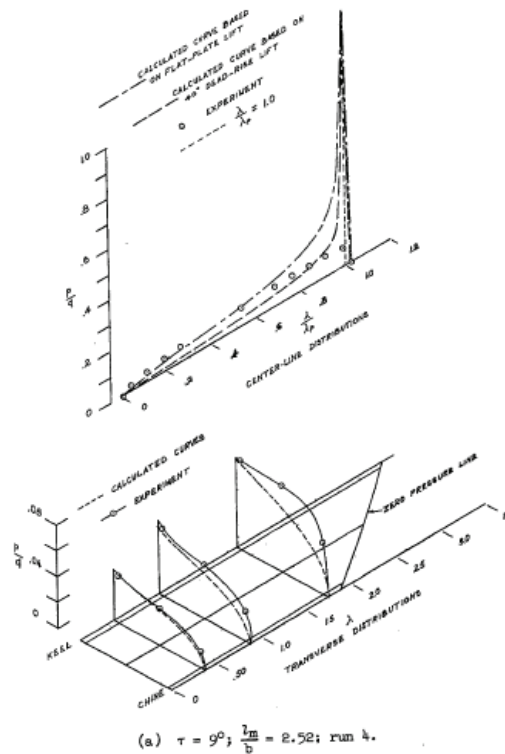 CALCULATED CURVE BASED
ON FLAT-PLATE LIFT
CALCULATED CURVE BASED ON
40° DEAD-RISE LIFT
EXPERIMENT
λ/λp = 1.0
1.0
.8
.6
.4
.2
0
p/q
0
.2
.4
.6
.8
1.0
1.2
λ/λp
CENTER-LINE DISTRIBUTIONS
CALCULATED CURVES
EXPERIMENT
.08
.04
0
p/q
KEEL
CHINE
ZERO PRESSURE LINE
0
.50
1.0
1.5
2.0
2.5
3.0
λ
TRANSVERSE DISTRIBUTIONS
(a) τ = 9°; lm/b = 2.52; run 4.